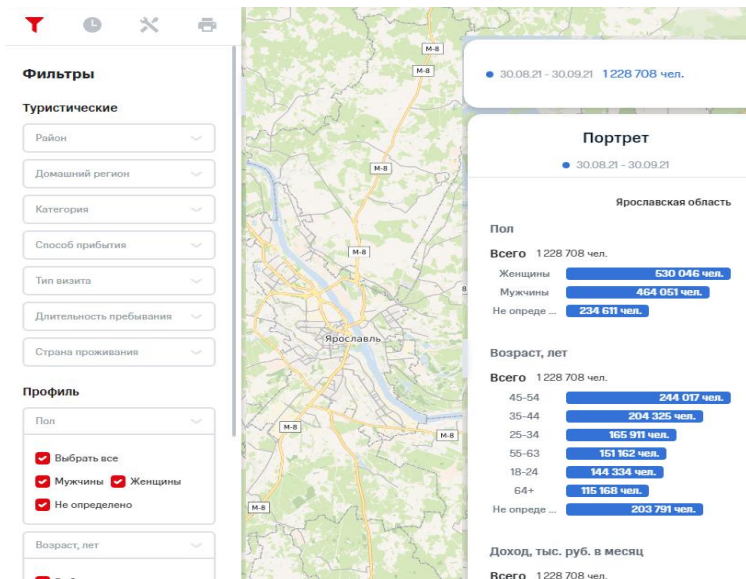 Фильтры
Туристические
Район
Домашний регион
Категория
Способ прибытия
Тип визита
Длительность пребывания
Страна проживания
Профиль
Пол
Выбрать все
Мужчины Женщины
Не определено
Возраст, лет
М-8
М-8
М-8
М-8
Ярославль
М-8
М-8
М-8
30.08.21 - 30.09.21 1 228 708 чел.
Портрет
30.08.21 - 30.09.21
Ярославская область
Пол
Всего 1 228 708 чел.
Женщины 530 046 чел.
Мужчины 464 051 чел.
Не опреде ... 234 611 чел.
Возраст, лет
Всего 1 228 708 чел.
45-54 244 017 чел.
35-44 204 325 чел.
25-34 165 911 чел.
55-63 151 162 чел.
18-24 144 334 чел.
64+ 115 168 чел.
Не опреде ... 203 791 чел.
Доход, тыс. руб. в месяц
Всего 1 228 708 чел.